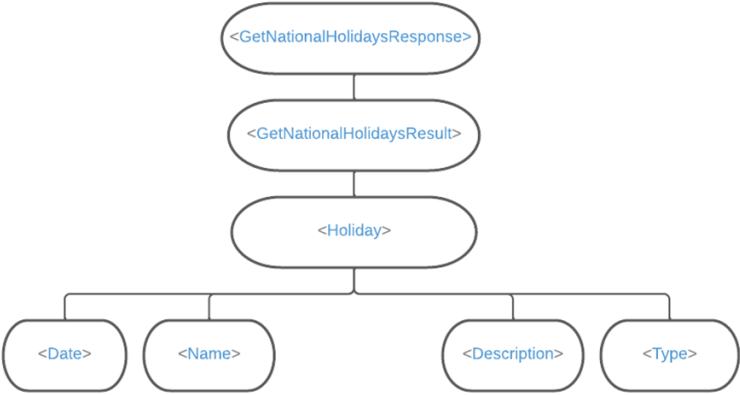 <GetNationalHolidaysResponse>
<GetNationalHolidaysResult>
<Holiday>
<Date> <Name> <Description> <Type>